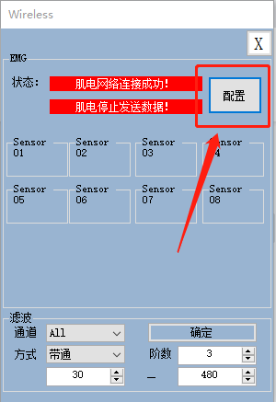 Wireless
X
EMG
状态： 肌电网络连接成功！
肌电停止发送数据！
配置
Sensor 01 Sensor 02 Sensor 03 4
Sensor 05 Sensor 06 Sensor 07 Sensor 08
滤波
通道 All 确定
方式 带通 阶数 3
30 — 480